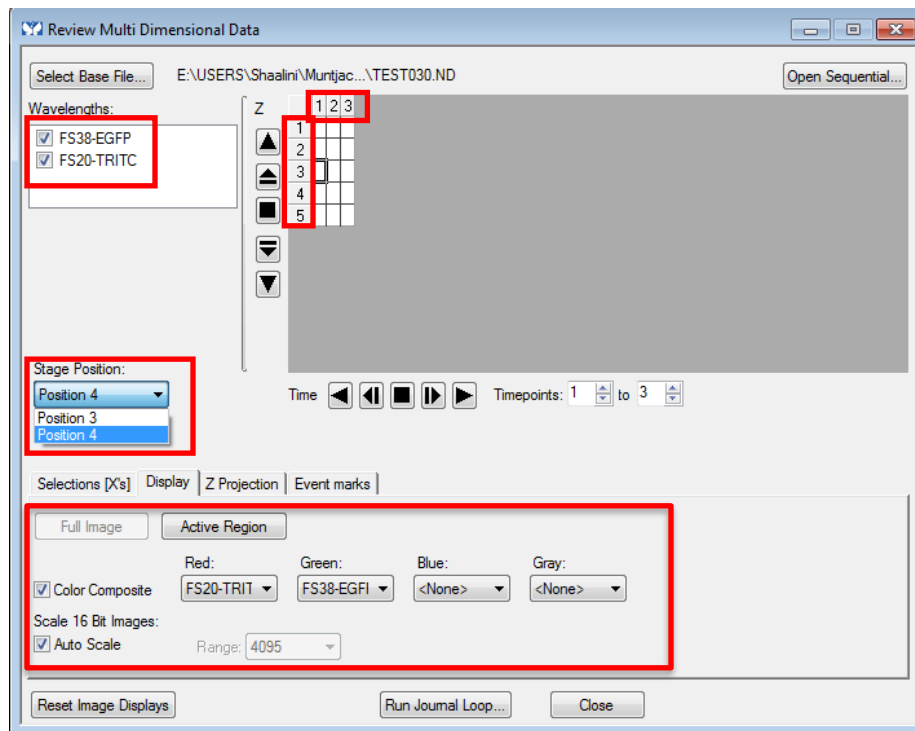 Review Multi Dimensional Data
Select Base File... E:\USERS\Shaalini\Muntjac...\TEST030.ND Open Sequential...
Wavelengths: Z 1 2 3
FS38-EGFP
FS20-TRITC
1
2
3
4
5
Stage Position:
Position 4 Time Timepoints: 1 to 3
Position 3
Position 4
Selections [X's] Display Z Projection Event marks
Full Image Active Region
Red: Green: Blue: Gray:
Color Composite FS20-TRIT FS38-EGFI <None> <None>
Scale 16 Bit Images:
Auto Scale Range: 4095
Reset Image Displays Run Journal Loop... Close